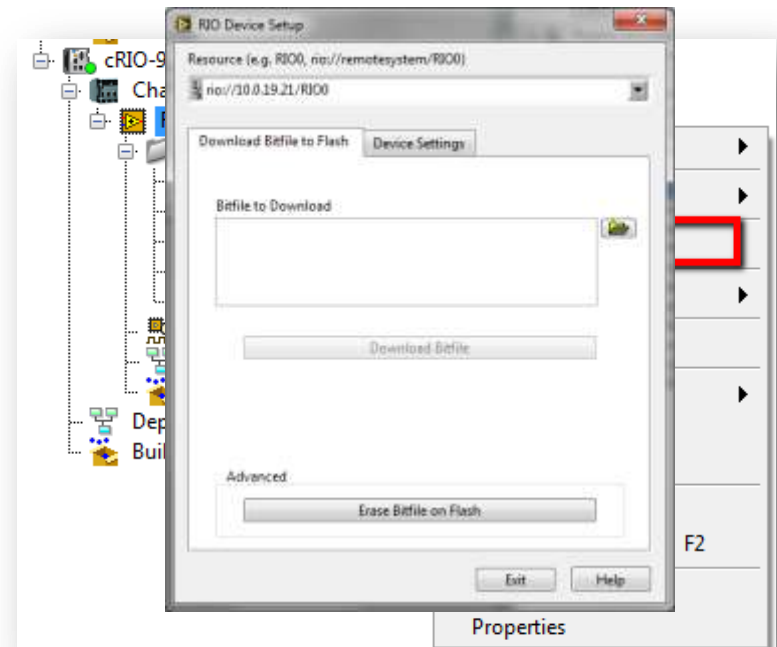 RIO Device Setup
cRIO-9
Resource (e.g. RIO0, rio://remotesystem/RIO0)
Cha
rio://10.0.19.21/RIO0
Download Bitfile to Flash
Device Settings
Bitfile to Download
Download Bitfile
Dep
Buil
Advanced
Erase Bitfile on Flash
F2
Exit
Help
Properties